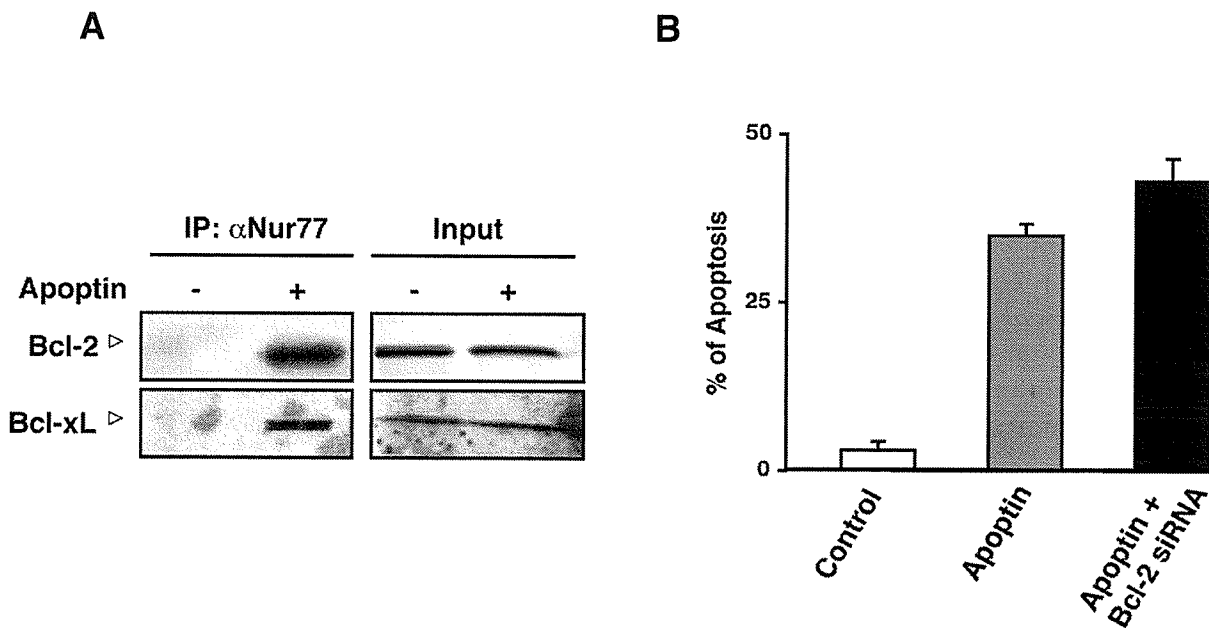 A
IP: αNur77
Input
Apoptin - + - +
Bcl-2
Bcl-xL
B
% of Apoptosis
50
25
0
Control
Apoptin
Apoptin +
Bcl-2 siRNA